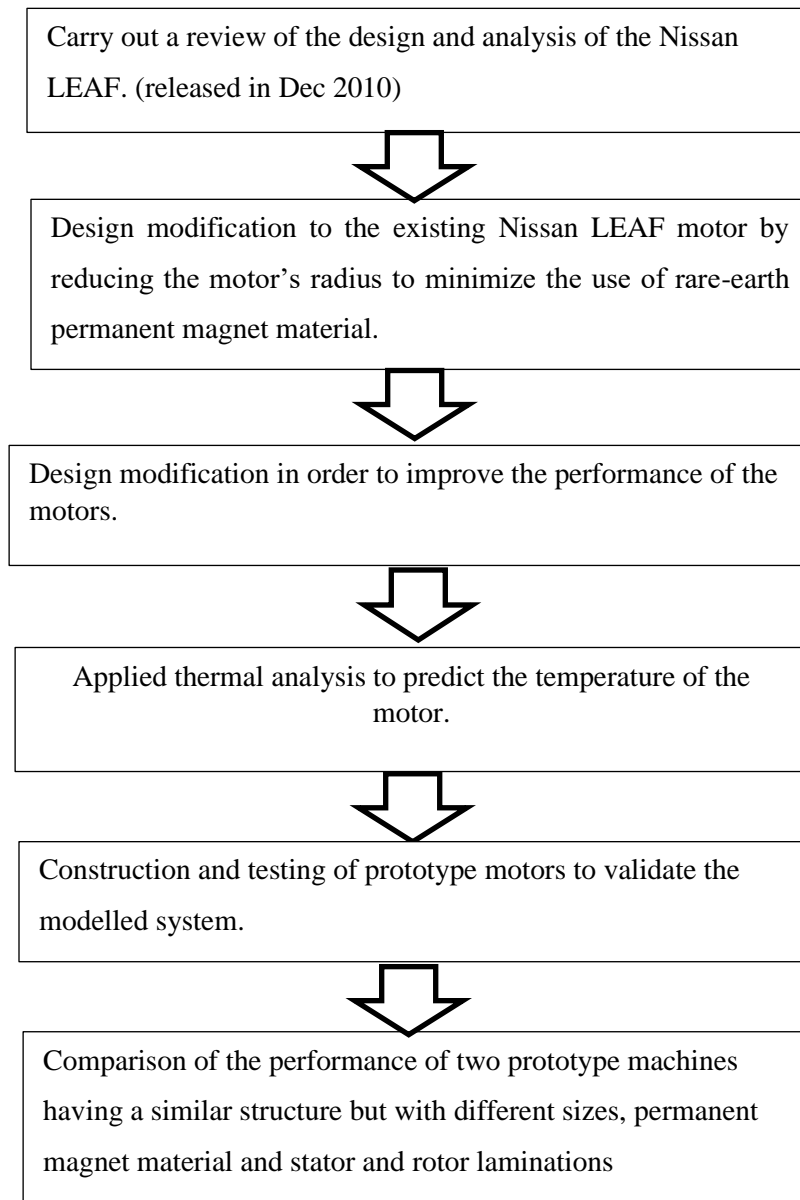 Carry out a review of the design and analysis of the Nissan
LEAF. (released in Dec 2010)
Design modification to the existing Nissan LEAF motor by
reducing the motor’s radius to minimize the use of rare-earth
permanent magnet material.
Design modification in order to improve the performance of the
motors.
Applied thermal analysis to predict the temperature of the
motor.
Construction and testing of prototype motors to validate the
modelled system.
Comparison of the performance of two prototype machines
having a similar structure but with different sizes, permanent
magnet material and stator and rotor laminations